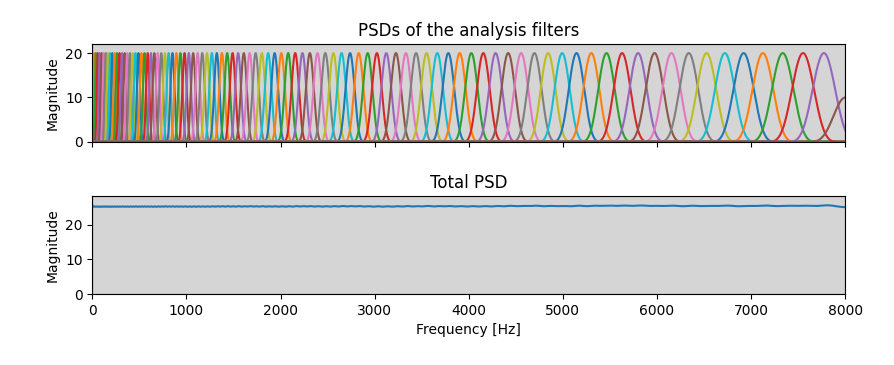 PSDs of the analysis filters
Magnitude
20
10
0
Total PSD
Magnitude
20
10
0
0 1000 2000 3000 4000 5000 6000 7000 8000
Frequency [Hz]